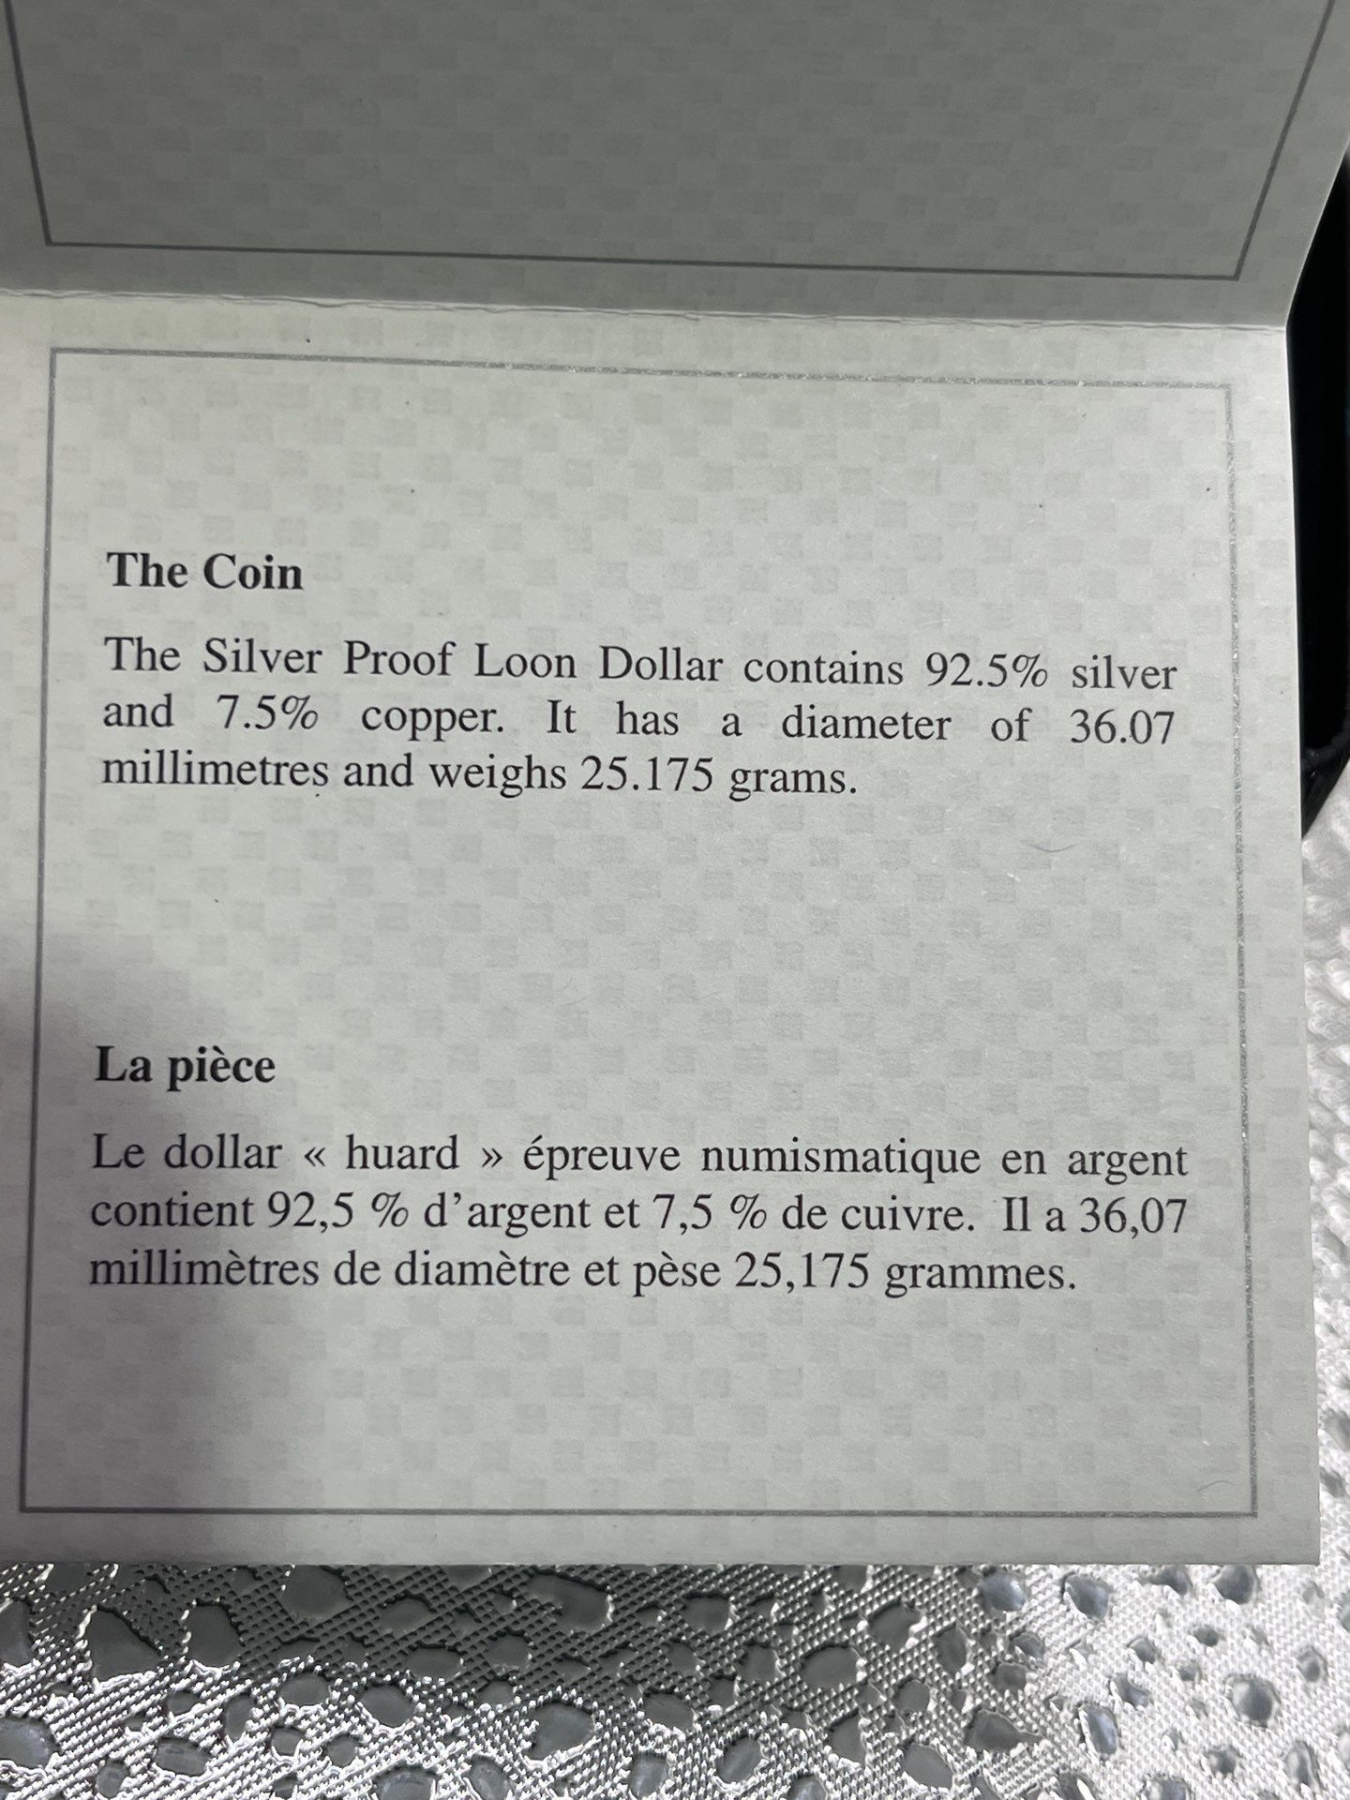 The Coin
The Silver Proof Loon Dollar contains 92.5% silver
and 7.5% copper. It has a diameter of 36.07
millimetres and weighs 25.175 grams.
La pièce
Le dollar « huard » épreuve numismatique en argent
contient 92,5 % d’argent et 7,5 % de cuivre. Il a 36,07
millimètres de diamètre et pèse 25,175 grammes.